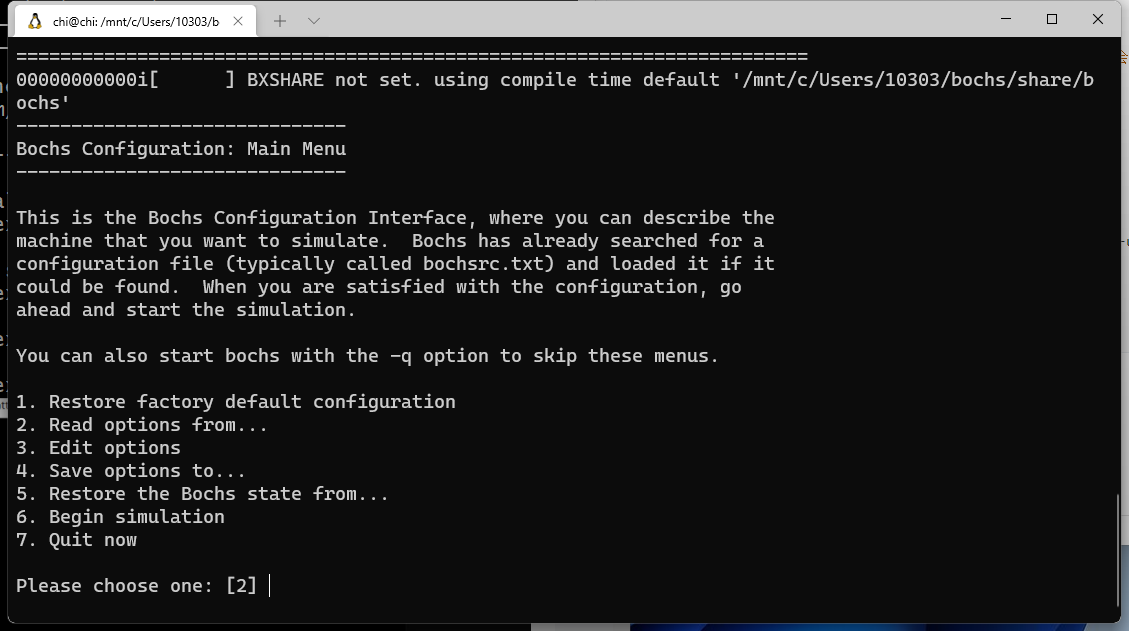 chi@chi: /mnt/c/Users/10303/b
========================================================================
00000000000i[      ] BXSHARE not set. using compile time default '/mnt/c/Users/10303/bochs/share/b
ochs'
------------------------------
Bochs Configuration: Main Menu
------------------------------
This is the Bochs Configuration Interface, where you can describe the
machine that you want to simulate.  Bochs has already searched for a
configuration file (typically called bochsrc.txt) and loaded it if it
could be found.  When you are satisfied with the configuration, go
ahead and start the simulation.
You can also start bochs with the -q option to skip these menus.
1. Restore factory default configuration
2. Read options from...
3. Edit options
4. Save options to...
5. Restore the Bochs state from...
6. Begin simulation
7. Quit now
Please choose one: [2]